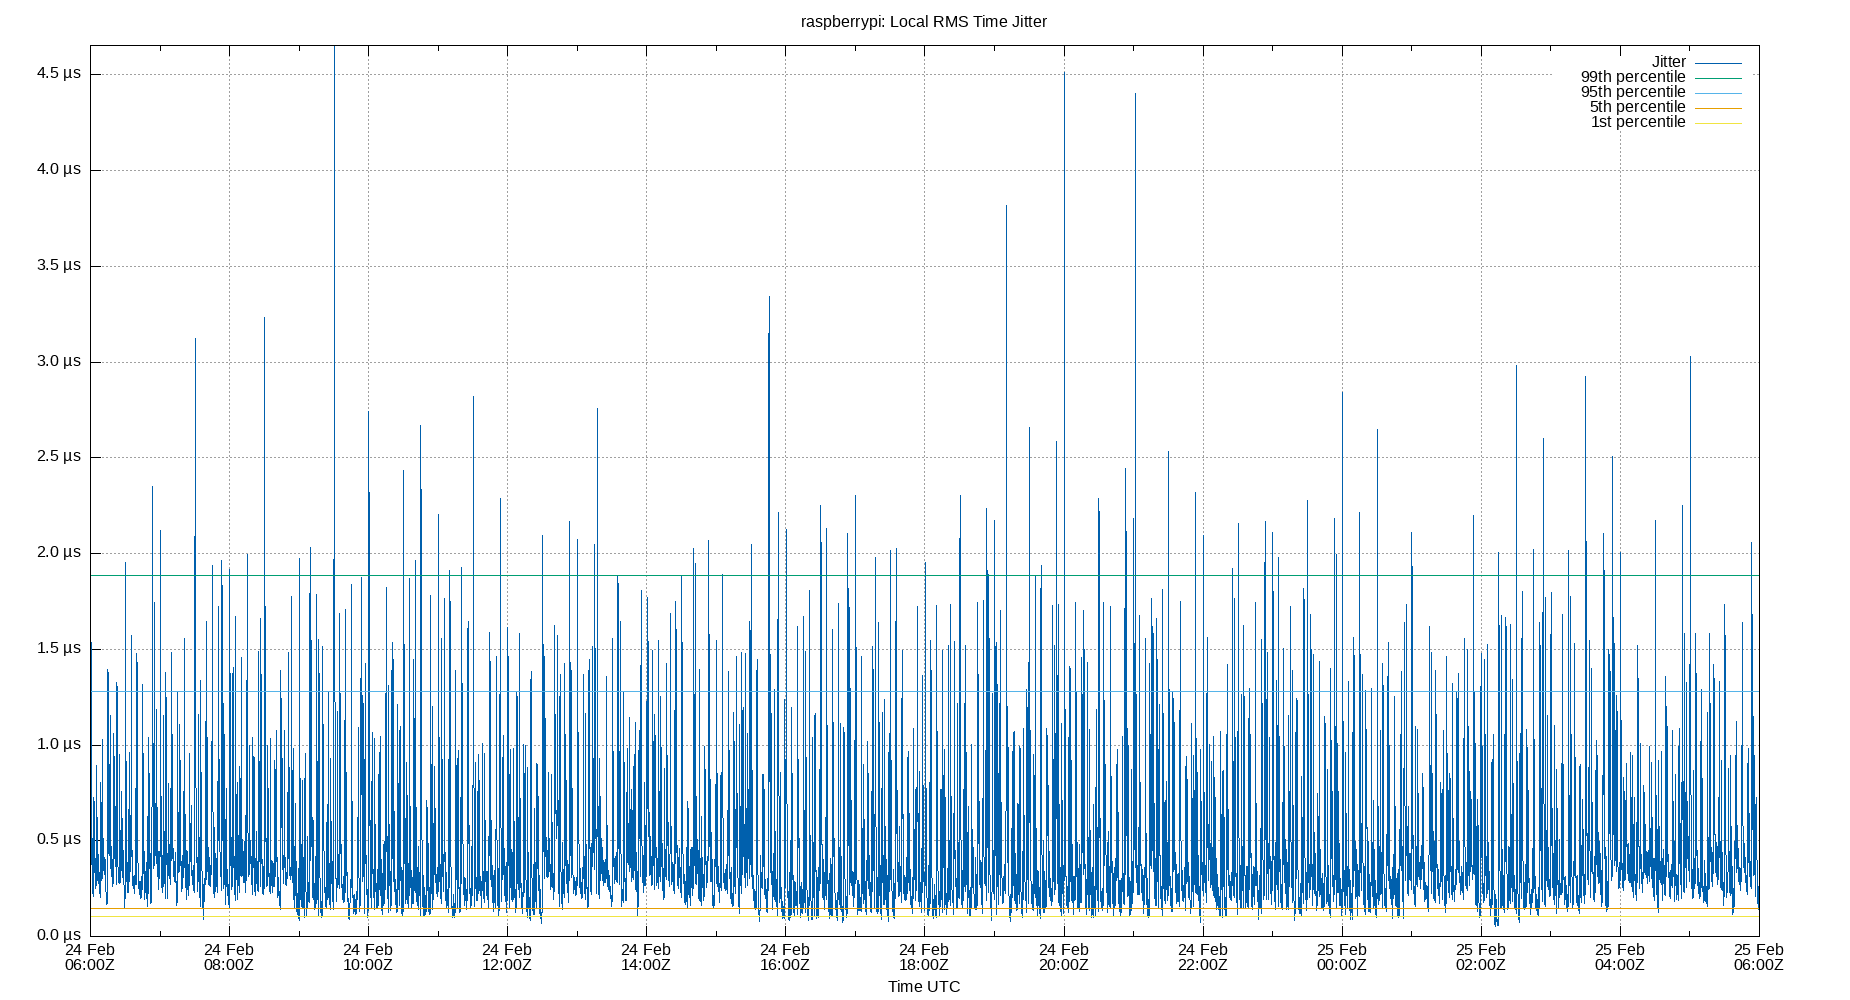 raspberrypi: Local RMS Time Jitter
Jitter
99th percentile
95th percentile
5th percentile
1st percentile
4.5 µs
4.0 µs
3.5 µs
3.0 µs
2.5 µs
2.0 µs
1.5 µs
1.0 µs
0.5 µs
0.0 µs
24 Feb 24 Feb 24 Feb 24 Feb 24 Feb 24 Feb 24 Feb 24 Feb 24 Feb 25 Feb 25 Feb 25 Feb 25 Feb
06:00Z 08:00Z 10:00Z 12:00Z 14:00Z 16:00Z 18:00Z 20:00Z 22:00Z 00:00Z 02:00Z 04:00Z 06:00Z
Time UTC